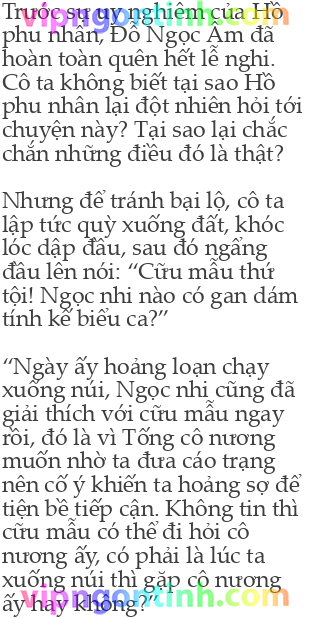 Trước sự uy nghiêm của Hồ
phu nhân, Đỗ Ngọc Âm đã
hoàn toàn quên hết lễ nghi.
Cô ta không biết tại sao Hồ
phu nhân lại đột nhiên hỏi tới
chuyện này? Tại sao lại chắc
chắn những điều đó là thật?
Nhưng để tránh bại lộ, cô ta
lập tức quỳ xuống đất, khóc
lóc dập đầu, sau đó ngẩng
đầu lên nói: “Cữu mẫu thứ
tội! Ngọc nhi nào có gan dám
tính kế biểu ca?”
“Ngày ấy hoảng loạn chạy
xuống núi, Ngọc nhi cũng đã
giải thích với cữu mẫu ngay
rồi, đó là vì Tống cô nương
muốn nhờ ta đưa cáo trạng
nên cố ý khiến ta hoảng sợ để
tiện bề tiếp cận. Không tin thì
cữu mẫu có thể đi hỏi cô
nương ấy, có phải là lúc ta
xuống núi thì gặp cô nương
ấy hay không?”
vipngontinh.com
vipngontinh.com